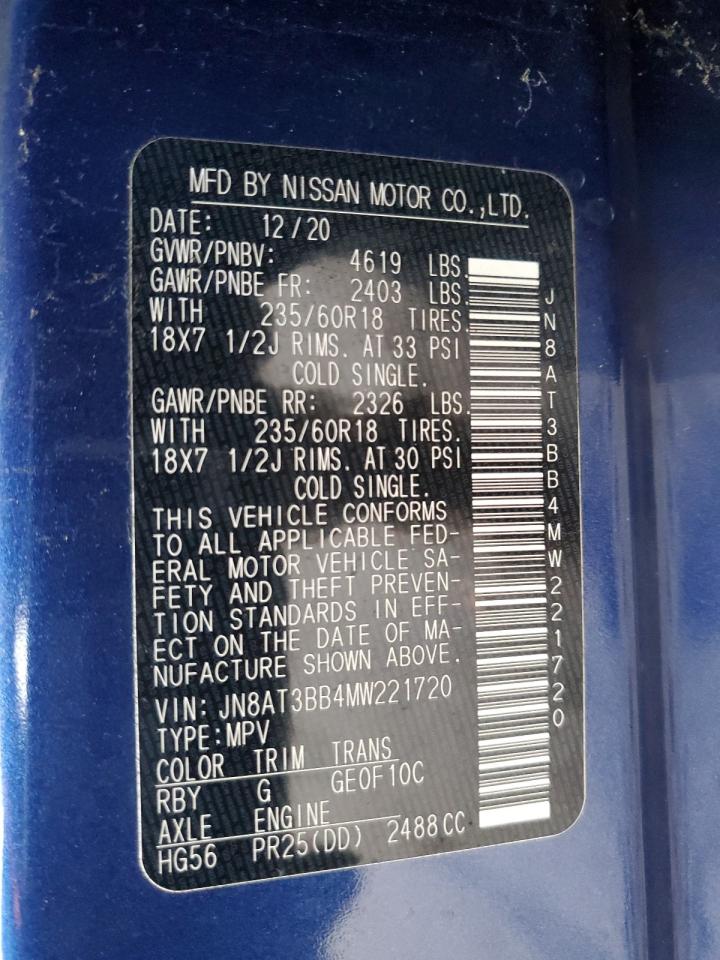 MFD BY NISSAN MOTOR CO.,LTD.
DATE: 12/20
GVWR/PNBV: 4619 LBS.
GAWR/PNBE FR: 2403 LBS.
WITH 235/60R18 TIRES.
18X7 1/2J RIMS. AT 33 PSI
COLD SINGLE.
GAWR/PNBE RR: 2326 LBS.
WITH 235/60R18 TIRES.
18X7 1/2J RIMS. AT 30 PSI
COLD SINGLE.
THIS VEHICLE CONFORMS
TO ALL APPLICABLE FED-
ERAL MOTOR VEHICLE SA-
FETY AND THEFT PREVEN-
TION STANDARDS IN EFF-
ECT ON THE DATE OF MA-
NUFACTURE SHOWN ABOVE.
VIN: JN8AT3BB4MW221720
TYPE:MPV
COLOR TRIM TRANS
RBY G GE0F10C
AXLE ENGINE
HG56 PR25(DD) 2488CC
JN8AT3BB4MW221720